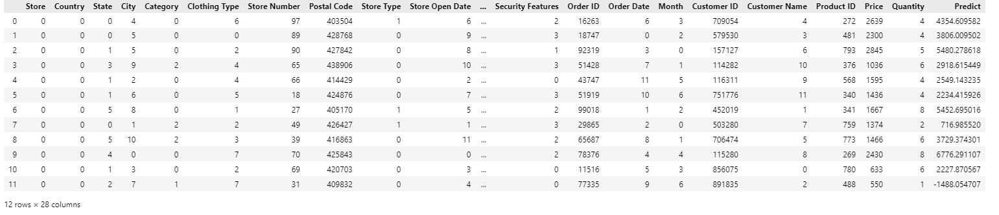 Store Country State City Category Clothing Type Store Number Postal Code Store Type Store Open Date ... Security Features Order ID Order Date Month Customer ID Customer Name Product ID Price Quantity Predict
0 0 0 0 4 0 6 97 403504 1 6 ... 2 16263 6 3 709054 4 272 2639 4 4354.609582
1 0 0 0 5 0 0 89 428768 0 9 ... 3 18747 0 2 579530 3 481 2300 4 3806.009502
2 0 0 1 5 0 2 90 427842 0 8 ... 1 92319 3 0 157127 6 793 2845 5 5480.278618
3 0 0 3 9 2 4 65 438906 0 10 ... 3 51428 7 1 114282 10 376 1036 6 2918.615449
4 0 0 1 2 0 4 66 414429 0 2 ... 0 43747 11 5 116311 9 568 1595 4 2549.143235
5 0 0 1 6 0 5 18 424876 0 7 ... 3 51919 10 6 751776 11 340 1436 4 2234.415926
6 0 0 5 8 0 1 27 405170 1 5 ... 2 99018 1 2 452019 1 341 1667 8 5452.695016
7 0 0 0 1 2 2 49 426427 1 1 ... 3 29865 2 0 503280 7 759 1374 2 716.985520
8 0 0 5 10 2 3 39 416863 0 11 ... 2 65687 8 1 706474 5 773 1466 6 3729.374301
9 0 0 4 0 0 7 70 425843 0 0 ... 2 78376 4 4 115280 8 269 2430 8 6776.291107
10 0 0 1 3 0 2 69 420703 0 3 ... 0 11516 5 3 856075 0 780 633 6 2227.870567
11 0 0 2 7 1 7 31 409832 0 4 ... 0 77335 9 6 891835 2 488 550 1 -1488.054707
12 rows × 28 columns